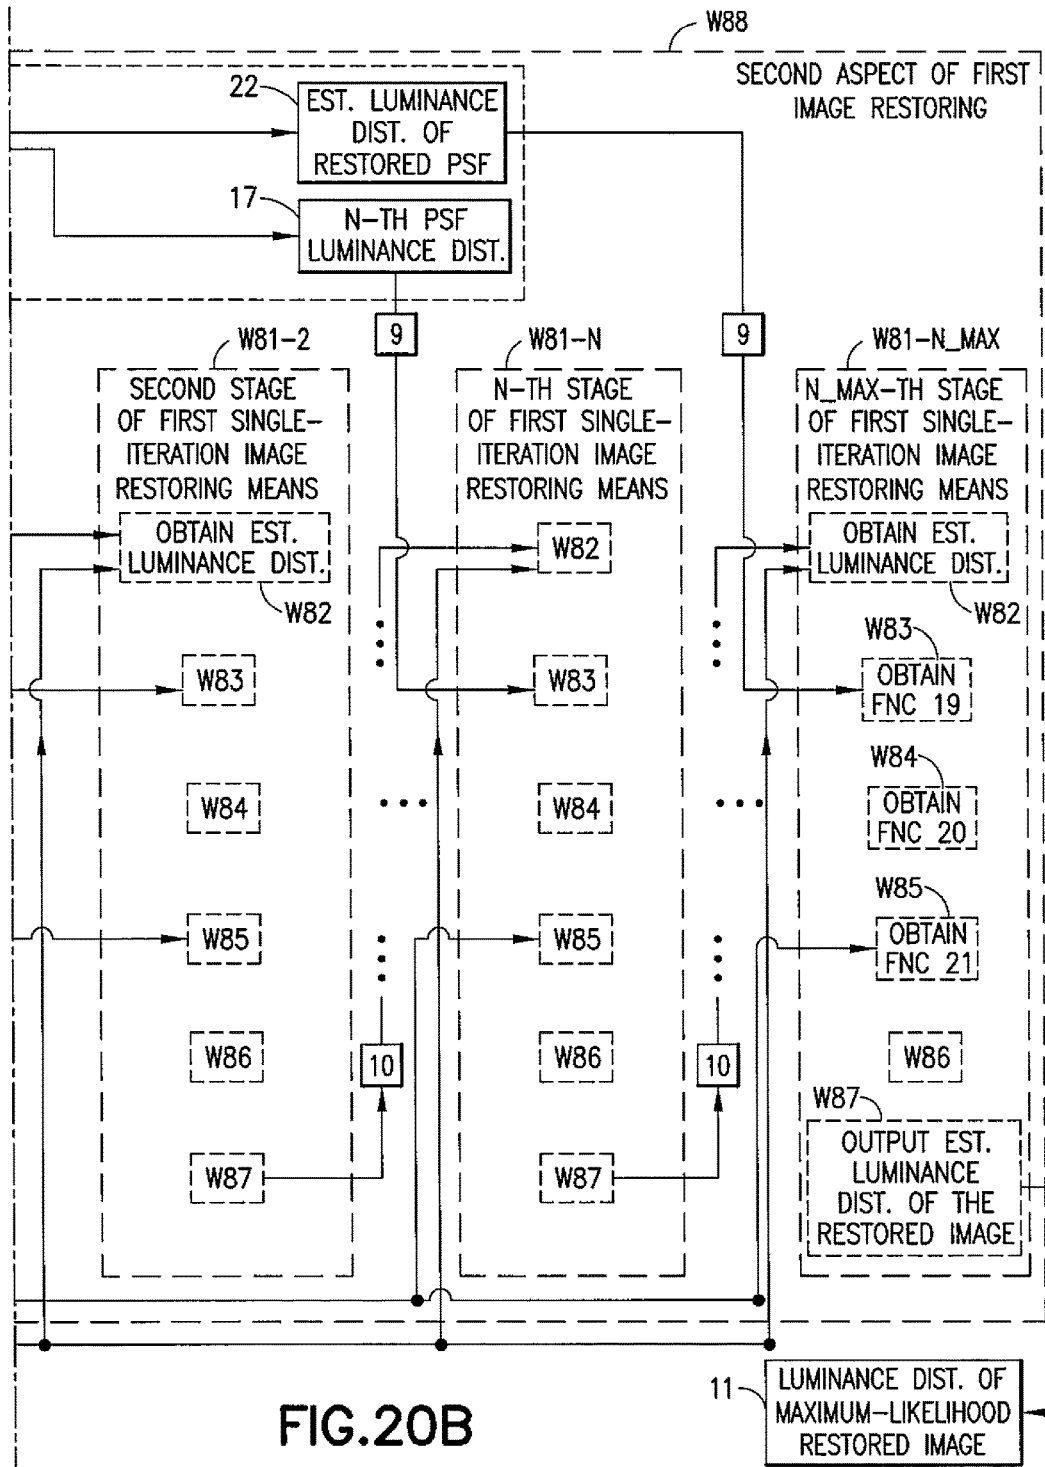 W88
SECOND ASPECT OF FIRST
IMAGE RESTORING
22
EST. LUMINANCE
DIST. OF
RESTORED PSF
17
N-TH PSF
LUMINANCE DIST.
9
9
W81-2
SECOND STAGE
OF FIRST SINGLE-
ITERATION IMAGE
RESTORING MEANS
OBTAIN EST.
LUMINANCE DIST.
W82
W83
W84
W85
W86
W87
10
W81-N
N-TH STAGE
OF FIRST SINGLE-
ITERATION IMAGE
RESTORING MEANS
W82
W83
W84
W85
W86
W87
10
W81-N_MAX
N_MAX-TH STAGE
OF FIRST SINGLE-
ITERATION IMAGE
RESTORING MEANS
OBTAIN EST.
LUMINANCE DIST.
W82
W83
OBTAIN
FNC 19
W84
OBTAIN
FNC 20
W85
OBTAIN
FNC 21
W86
W87
OUTPUT EST.
LUMINANCE
DIST. OF THE
RESTORED IMAGE
11
LUMINANCE DIST. OF
MAXIMUM-LIKELIHOOD
RESTORED IMAGE
FIG.20B